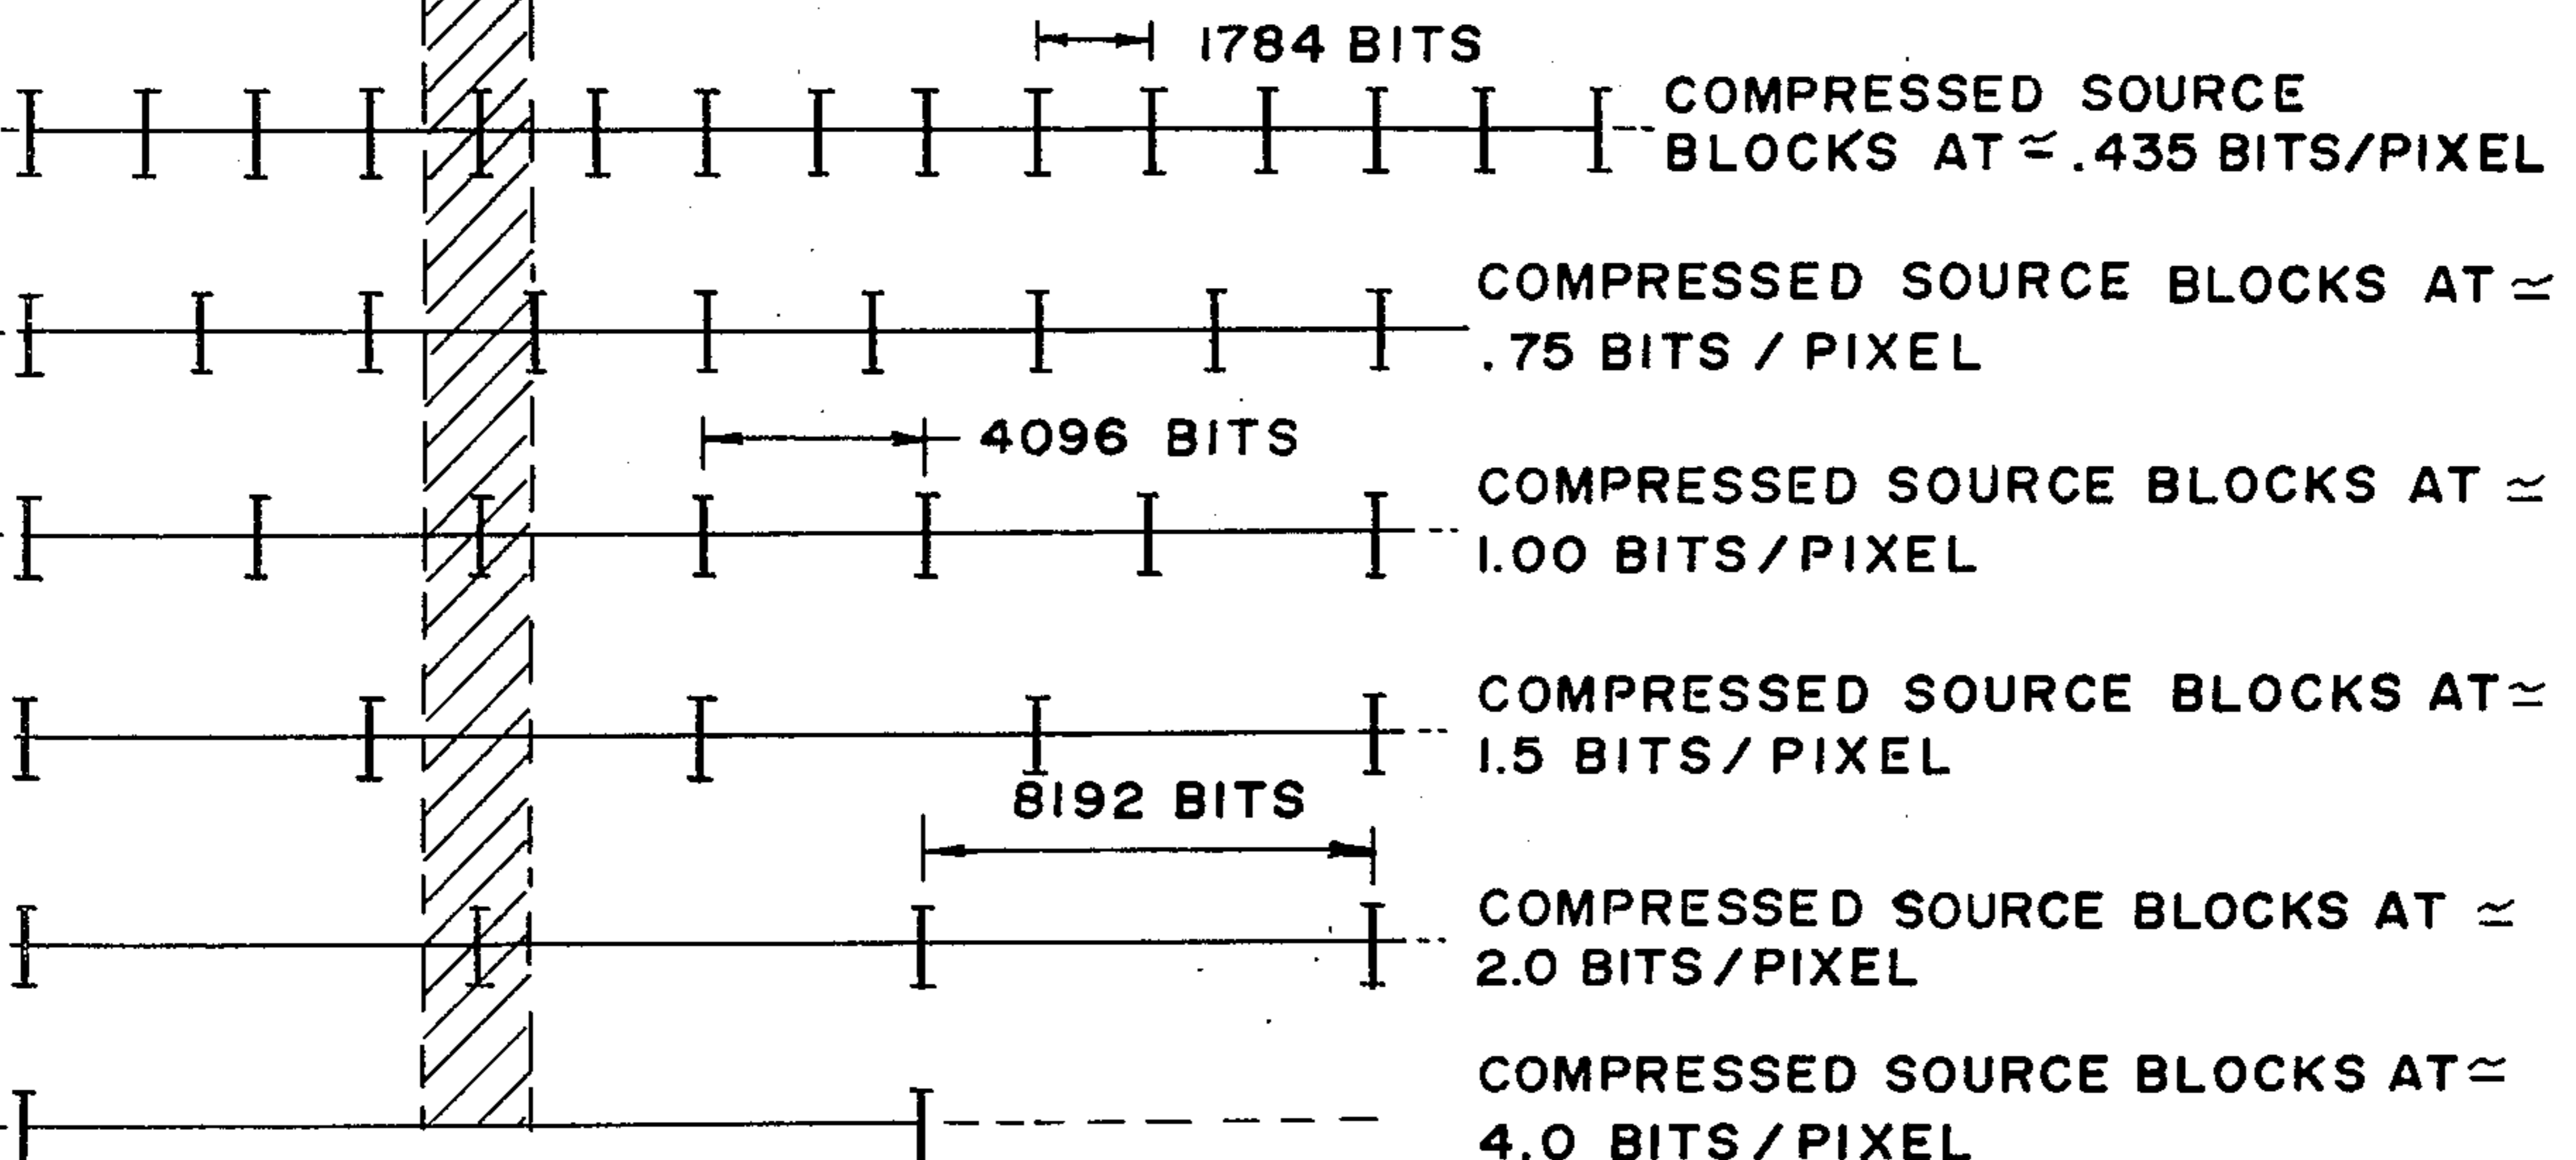 1784 BITS
COMPRESSED SOURCE
BLOCKS AT ≃ .435 BITS/PIXEL
COMPRESSED SOURCE BLOCKS AT ≃
.75 BITS / PIXEL
4096 BITS
COMPRESSED SOURCE BLOCKS AT ≃
1.00 BITS/PIXEL
COMPRESSED SOURCE BLOCKS AT ≃
1.5 BITS/PIXEL
8192 BITS
COMPRESSED SOURCE BLOCKS AT ≃
2.0 BITS/PIXEL
COMPRESSED SOURCE BLOCKS AT ≃
4.0 BITS/PIXEL